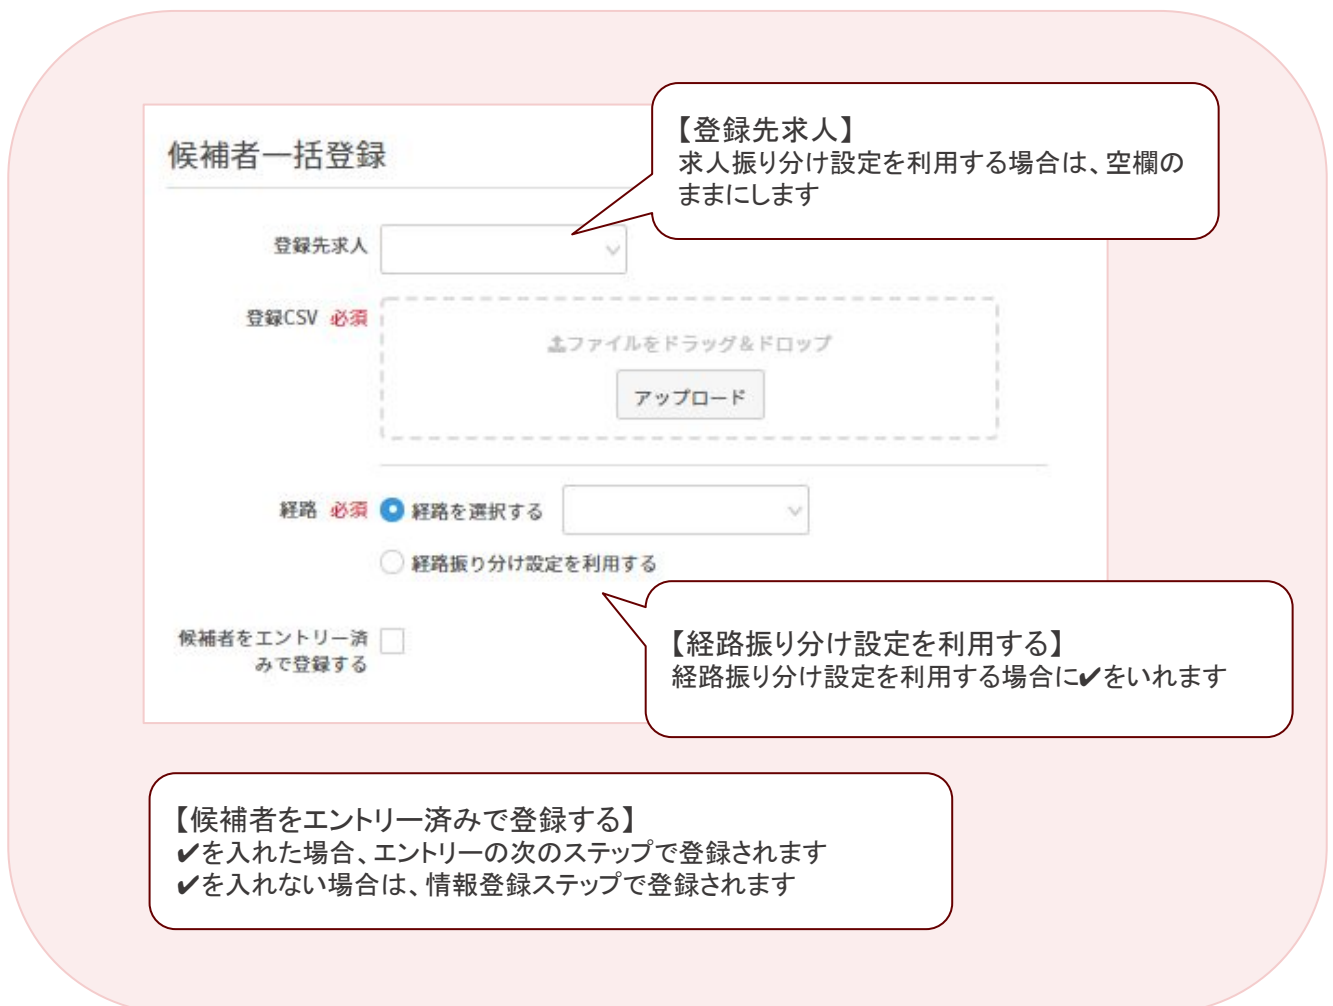 候補者一括登録
【登録先求人】
求人振り分け設定を利用する場合は、空欄の
ままにします
登録先求人
登録CSV 必須
ファイルをドラッグ&ドロップ
アップロード
経路 必須 経路を選択する
経路振り分け設定を利用する
候補者をエントリー済
みで登録する
【経路振り分け設定を利用する】
経路振り分け設定を利用する場合に✔をいれます
【候補者をエントリー済みで登録する】
✔を入れた場合、エントリーの次のステップで登録されます
✔を入れない場合は、情報登録ステップで登録されます